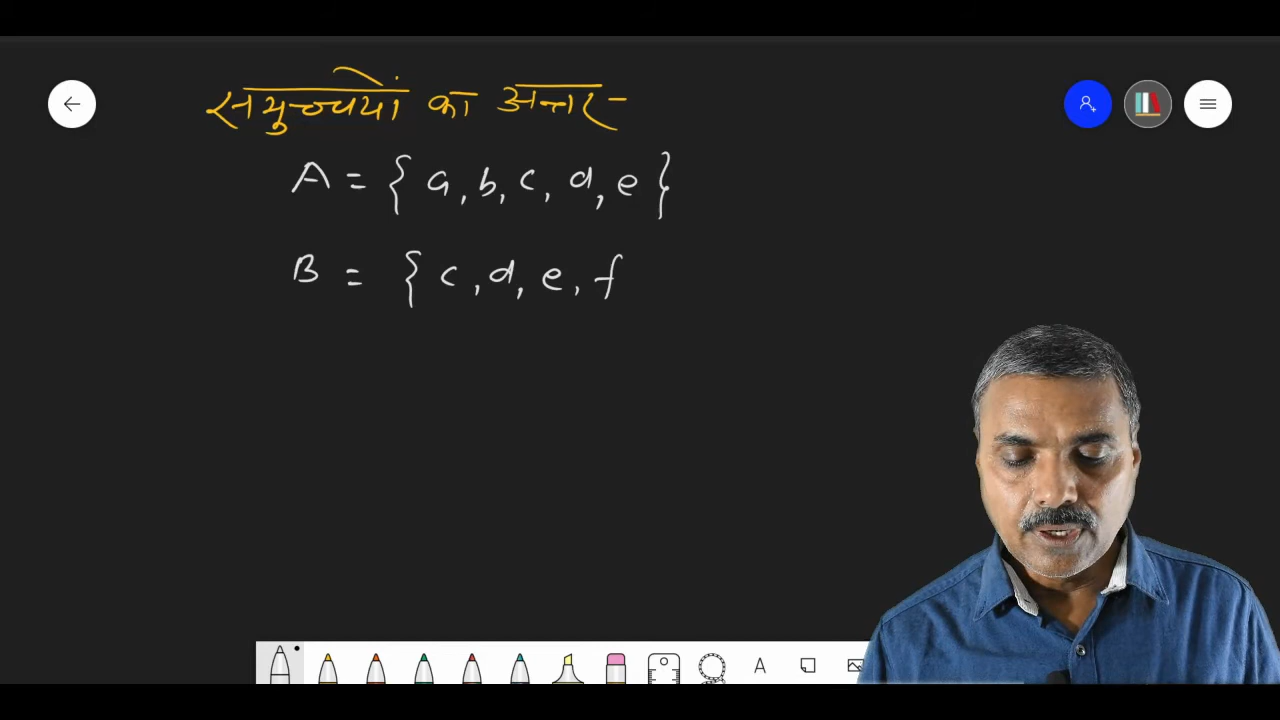 समुच्चयों का अन्तर -
A = { a, b, c, d, e }
B = { c, d, e, f